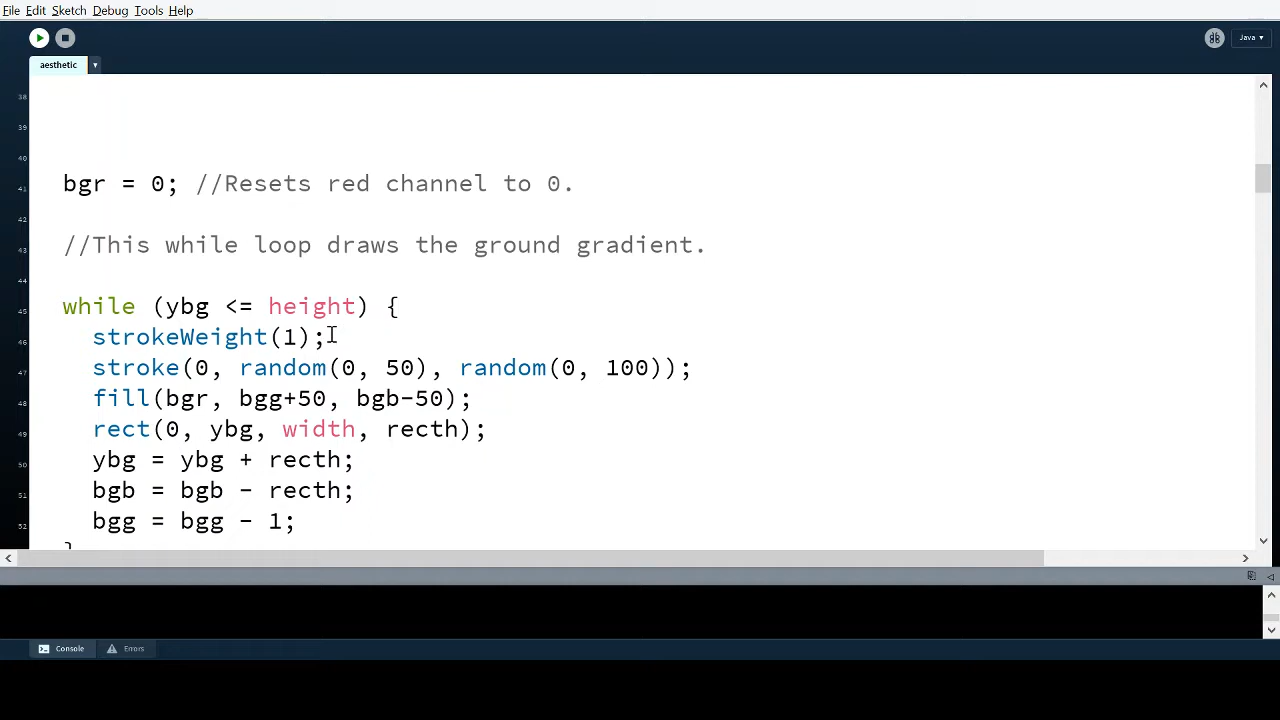 File Edit Sketch Debug Tools Help
Java ▾
aesthetic ▾
38
39
40
41 bgr = 0; //Resets red channel to 0.
42
43 //This while loop draws the ground gradient.
44
45 while (ybg <= height) {
46 strokeWeight(1);
47 stroke(0, random(0, 50), random(0, 100));
48 fill(bgr, bgg+50, bgb-50);
49 rect(0, ybg, width, recth);
50 ybg = ybg + recth;
51 bgb = bgb - recth;
52 bgg = bgg - 1;
}
Console Errors